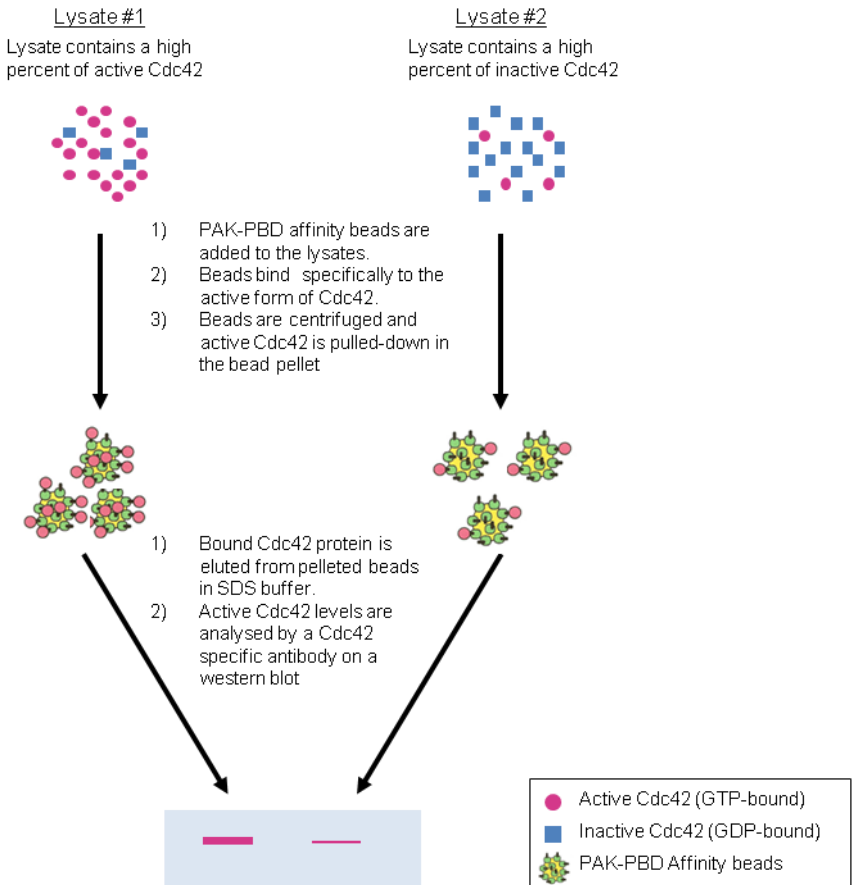 Lysate #1
Lysate contains a high
percent of active Cdc42
Lysate #2
Lysate contains a high
percent of inactive Cdc42
1) PAK-PBD affinity beads are
added to the lysates.
2) Beads bind specifically to the
active form of Cdc42.
3) Beads are centrifuged and
active Cdc42 is pulled-down in
the bead pellet
1) Bound Cdc42 protein is
eluted from pelleted beads
in SDS buffer.
2) Active Cdc42 levels are
analysed by a Cdc42
specific antibody on a
western blot
Active Cdc42 (GTP-bound)
Inactive Cdc42 (GDP-bound)
PAK-PBD Affinity beads